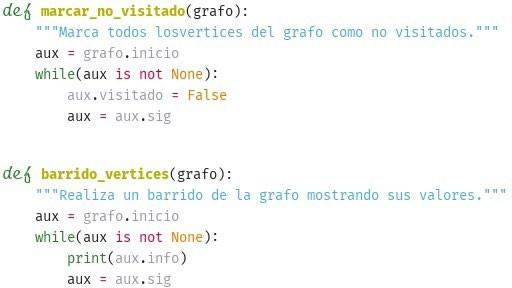 def marcar_no_visitado(grafo):
    """Marca todos losvertices del grafo como no visitados."""
    aux = grafo.inicio
    while(aux is not None):
        aux.visitado = False
        aux = aux.sig
def barrido_vertices(grafo):
    """Realiza un barrido de la grafo mostrando sus valores."""
    aux = grafo.inicio
    while(aux is not None):
        print(aux.info)
        aux = aux.sig